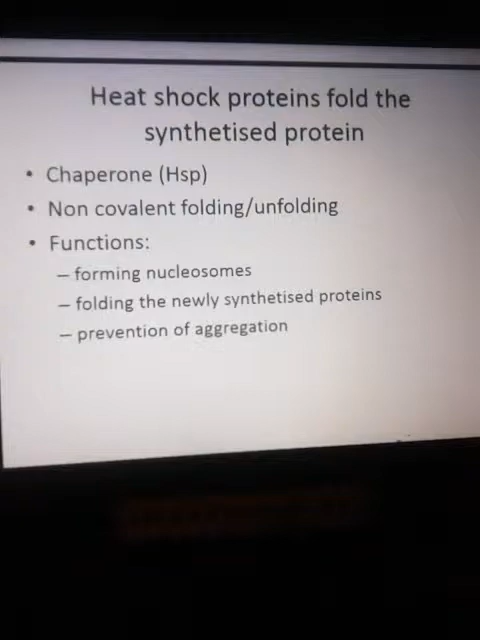 Heat shock proteins fold the
synthetised protein
• Chaperone (Hsp)
• Non covalent folding/unfolding
• Functions:
– forming nucleosomes
– folding the newly synthetised proteins
– prevention of aggregation